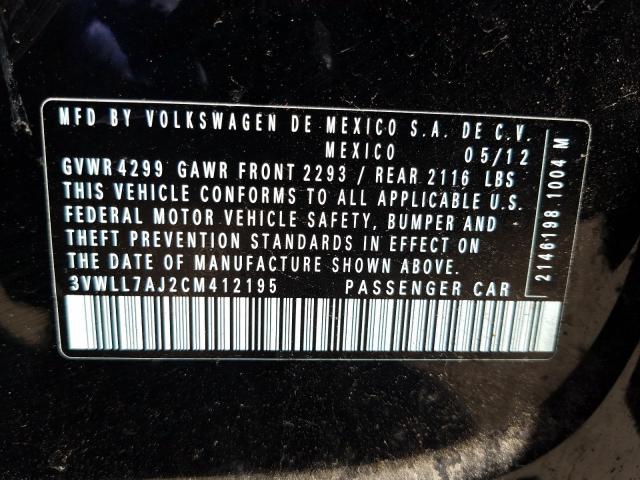 MFD BY VOLKSWAGEN DE MEXICO S.A. DE C.V.
MEXICO 05/12
GVWR 4299 GAWR FRONT 2293 / REAR 2116 LBS
THIS VEHICLE CONFORMS TO ALL APPLICABLE U.S.
FEDERAL MOTOR VEHICLE SAFETY, BUMPER AND
THEFT PREVENTION STANDARDS IN EFFECT ON
THE DATE OF MANUFACTURE SHOWN ABOVE.
3VWLL7AJ2CM412195 PASSENGER CAR
2146198 1004 M